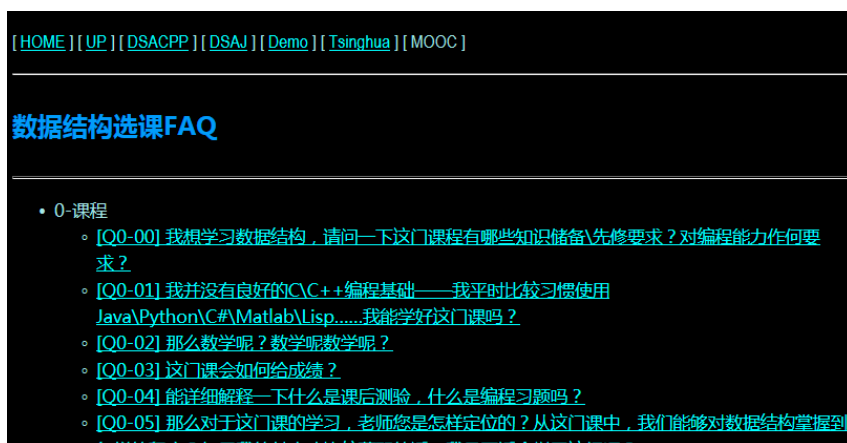 [ HOME ] [ UP ] [ DSACPP ] [ DSAJ ] [ Demo ] [ Tsinghua ] [ MOOC ]
数据结构选课FAQ
• 0-课程
◦ [Q0-00] 我想学习数据结构，请问一下这门课程有哪些知识储备\先修要求？对编程能力作何要
求？
◦ [Q0-01] 我并没有良好的C\C++编程基础——我平时比较习惯使用
Java\Python\C#\Matlab\Lisp……我能学好这门课吗？
◦ [Q0-02] 那么数学呢？数学呢数学呢？
◦ [Q0-03] 这门课会如何给成绩？
◦ [Q0-04] 能详细解释一下什么是课后测验，什么是编程习题吗？
◦ [Q0-05] 那么对于这门课的学习，老师您是怎样定位的？从这门课中，我们能够对数据结构掌握到